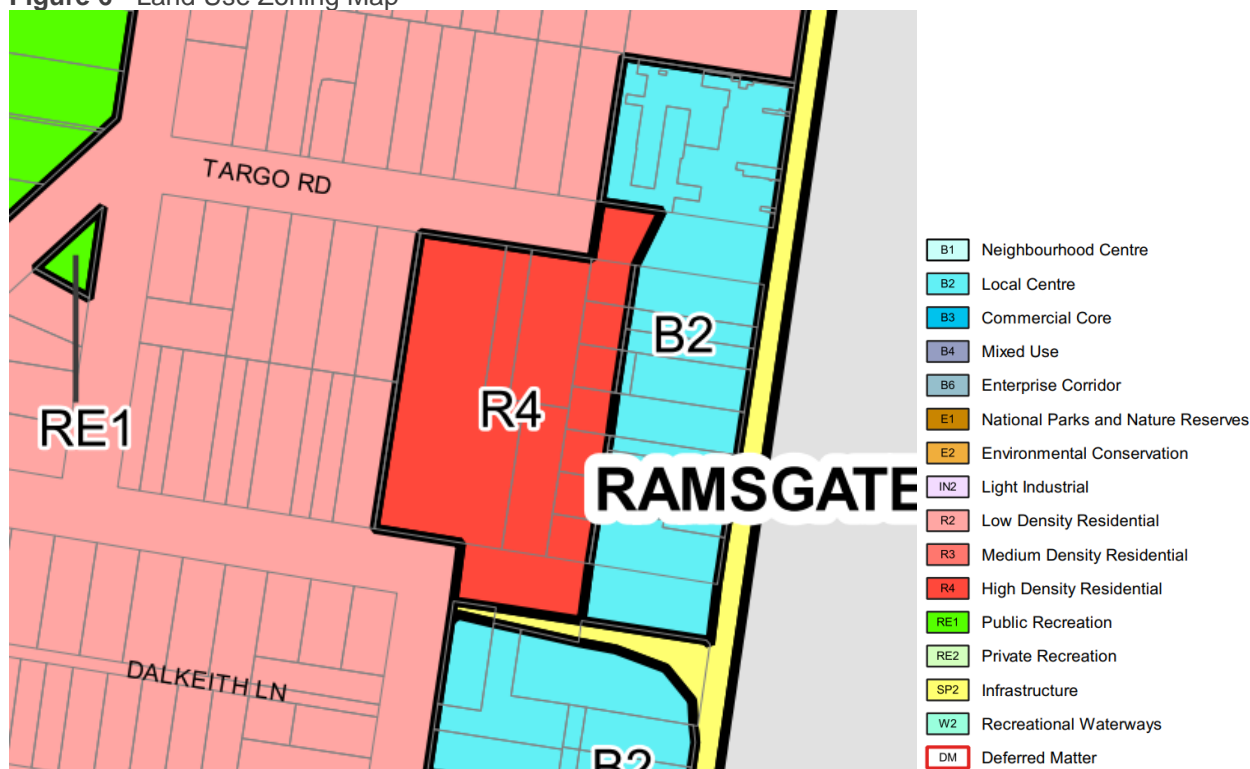 Figure 6 Land Use Zoning Map
TARGO RD
B2
R4
RE1
RAMSGATE
DALKEITH LN
B2
B1 Neighbourhood Centre
B2 Local Centre
B3 Commercial Core
B4 Mixed Use
B6 Enterprise Corridor
E1 National Parks and Nature Reserves
E2 Environmental Conservation
IN2 Light Industrial
R2 Low Density Residential
R3 Medium Density Residential
R4 High Density Residential
RE1 Public Recreation
RE2 Private Recreation
SP2 Infrastructure
W2 Recreational Waterways
DM Deferred Matter